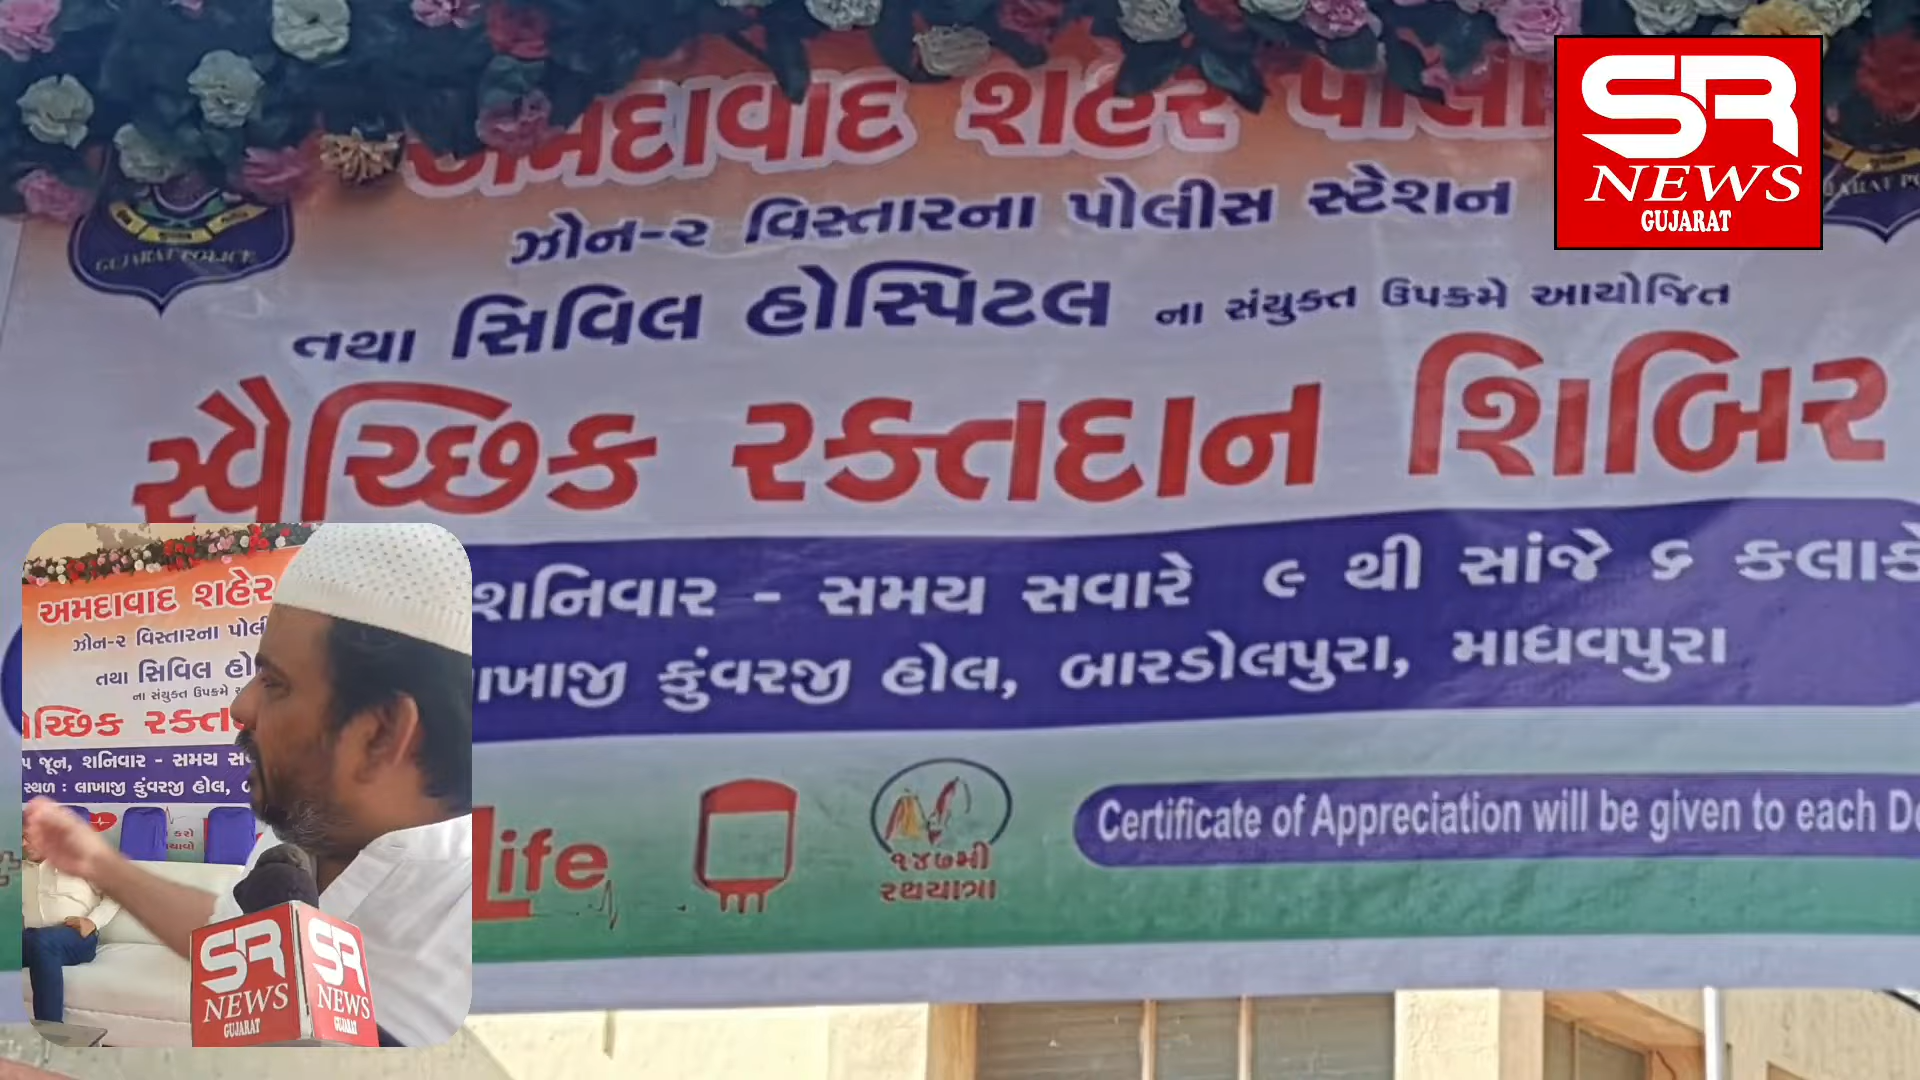 અમદાવાદ શહેર
SR
NEWS
GUJARAT
GUJARAT POLICE
ઝોન-૨ વિસ્તારના પોલીસ સ્ટેશન
તથા સિવિલ હોસ્પિટલ ના સંયુક્ત ઉપક્રમે આયોજિત
સ્વૈચ્છિક રક્તદાન શિબિર
શનિવાર - સમય સવારે ૯ થી સાંજે ૬ કલાકે
કુંવરજી હોલ, બારડોલપુરા, માધવપુરા
Life
૧૪૭મી
રથયાત્રા
Certificate of Appreciation will be given to each
અમદાવાદ શહેર
ઝોન-૨ વિસ્તારના
તથા સિવિલ
ના સંયુક્ત ઉપક્રમે
જૂન, શનિવાર - સમય
સ્થળ : લાખાજી કુંવરજી હોલ,
SR
NEWS
GUJARAT
SR
NEWS
GUJARAT